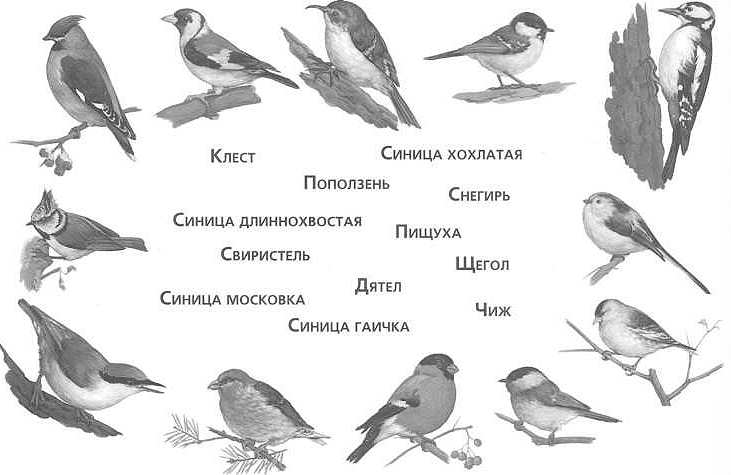 Клест
Синица хохлатая
Поползень
Снегирь
Синица длиннохвостая
Пищуха
Свиристель
Щегол
Дятел
Синица московка
Чиж
Синица гаичка